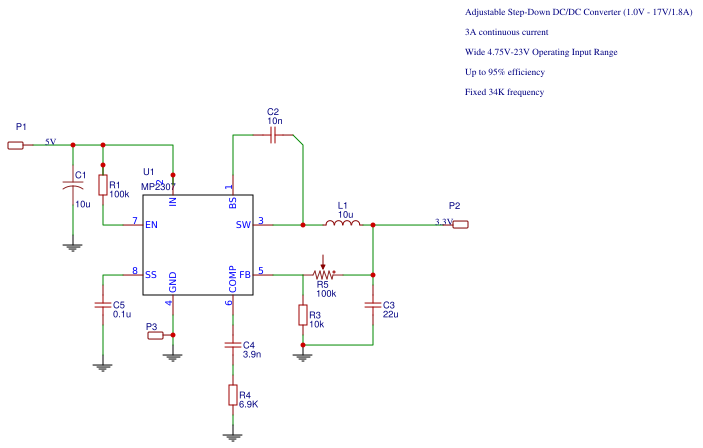 Adjustable Step-Down DC/DC Converter (1.0V - 17V/1.8A)
3A continuous current
Wide 4.75V-23V Operating Input Range
Up to 95% efficiency
Fixed 34K frequency
P1
5V
C1
10u
R1
100k
U1
MP2307
2
IN
1
BS
C2
10n
7
EN
SW
3
L1
10u
P2
3.3V
8
SS
GND
4
COMP
6
FB
5
R5
100k
C5
0.1u
P3
R3
10k
C3
22u
C4
3.9n
R4
6.9K